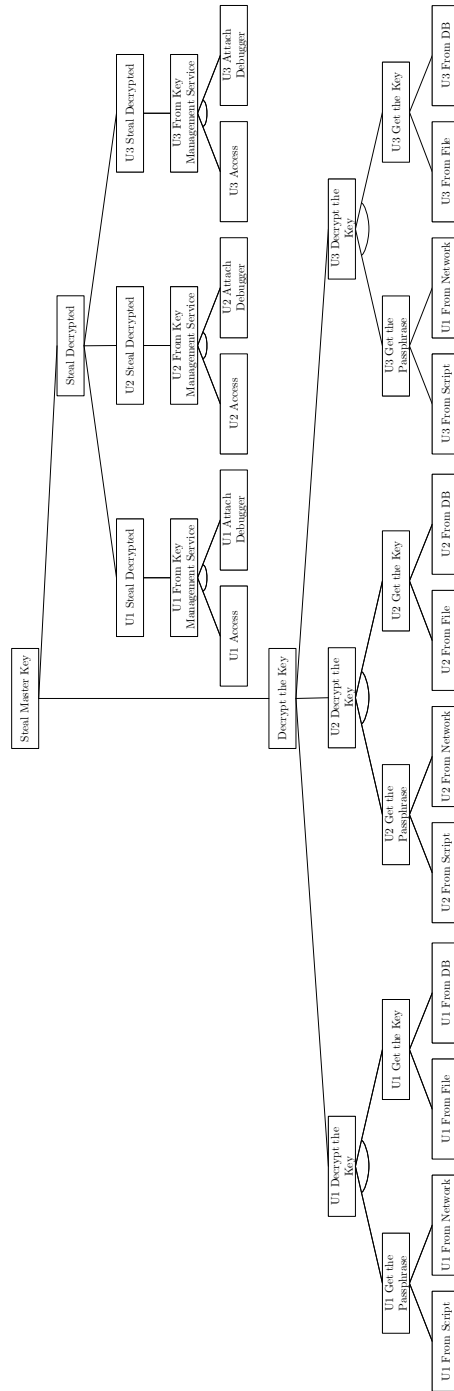 Steal Master Key
Steal Decrypted
U1 Steal Decrypted
U2 Steal Decrypted
U3 Steal Decrypted
U1 From Key
Management Service
U2 From Key
Management Service
U3 From Key
Management Service
U1 Access
U1 Attach
Debugger
U2 Access
U2 Attach
Debugger
U3 Access
U3 Attach
Debugger
Decrypt the Key
U1 Decrypt the
Key
U2 Decrypt the
Key
U3 Decrypt the
Key
U1 Get the
Passphrase
U1 Get the Key
U2 Get the
Passphrase
U2 Get the Key
U3 Get the
Passphrase
U3 Get the Key
U1 From Script
U1 From Network
U1 From File
U1 From DB
U2 From Script
U2 From Network
U2 From File
U2 From DB
U3 From Script
U1 From Network
U3 From File
U3 From DB